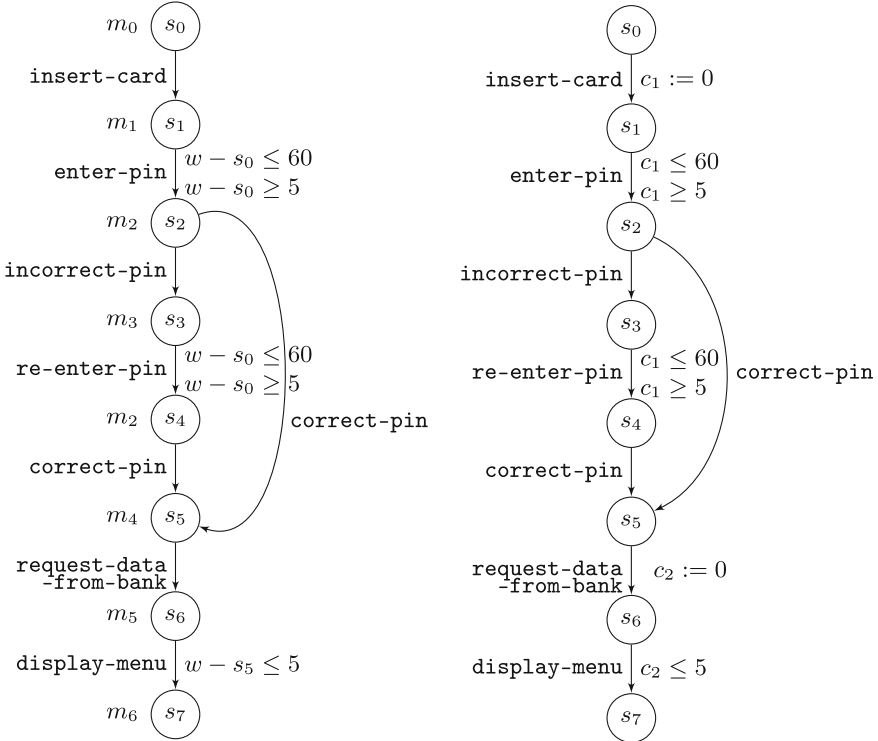 m₀ s₀
insert-card
m₁ s₁
enter-pin w − s₀ ≤ 60
w − s₀ ≥ 5
m₂ s₂
incorrect-pin
m₃ s₃
re-enter-pin w − s₀ ≤ 60
w − s₀ ≥ 5
m₂ s₄
correct-pin
correct-pin
m₄ s₅
request-data
-from-bank
m₅ s₆
display-menu w − s₅ ≤ 5
m₆ s₇
s₀
insert-card c₁ := 0
s₁
enter-pin c₁ ≤ 60
c₁ ≥ 5
s₂
incorrect-pin
s₃
re-enter-pin c₁ ≤ 60
c₁ ≥ 5
correct-pin
s₄
correct-pin
s₅
request-data
-from-bank c₂ := 0
s₆
display-menu c₂ ≤ 5
s₇